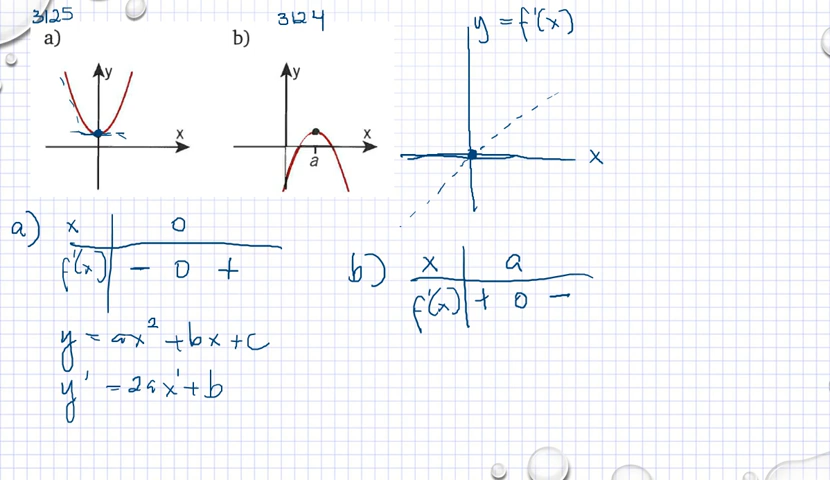 3125
3124
a)
b)
y
x
y
x
a
y = f'(x)
x
a) x 0
f'(x) - 0 +
y = ax² + bx + c
y' = 2ax' + b
b) x a
f'(x) + 0 -